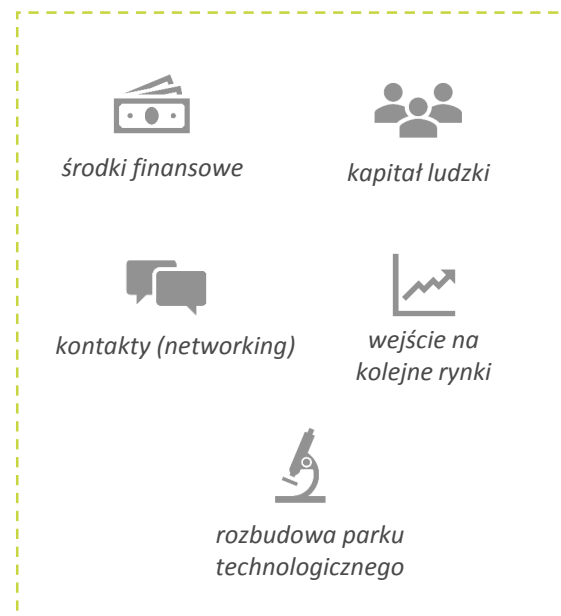 środki finansowe
kapitał ludzki
kontakty (networking)
wejście na
kolejne rynki
rozbudowa parku
technologicznego